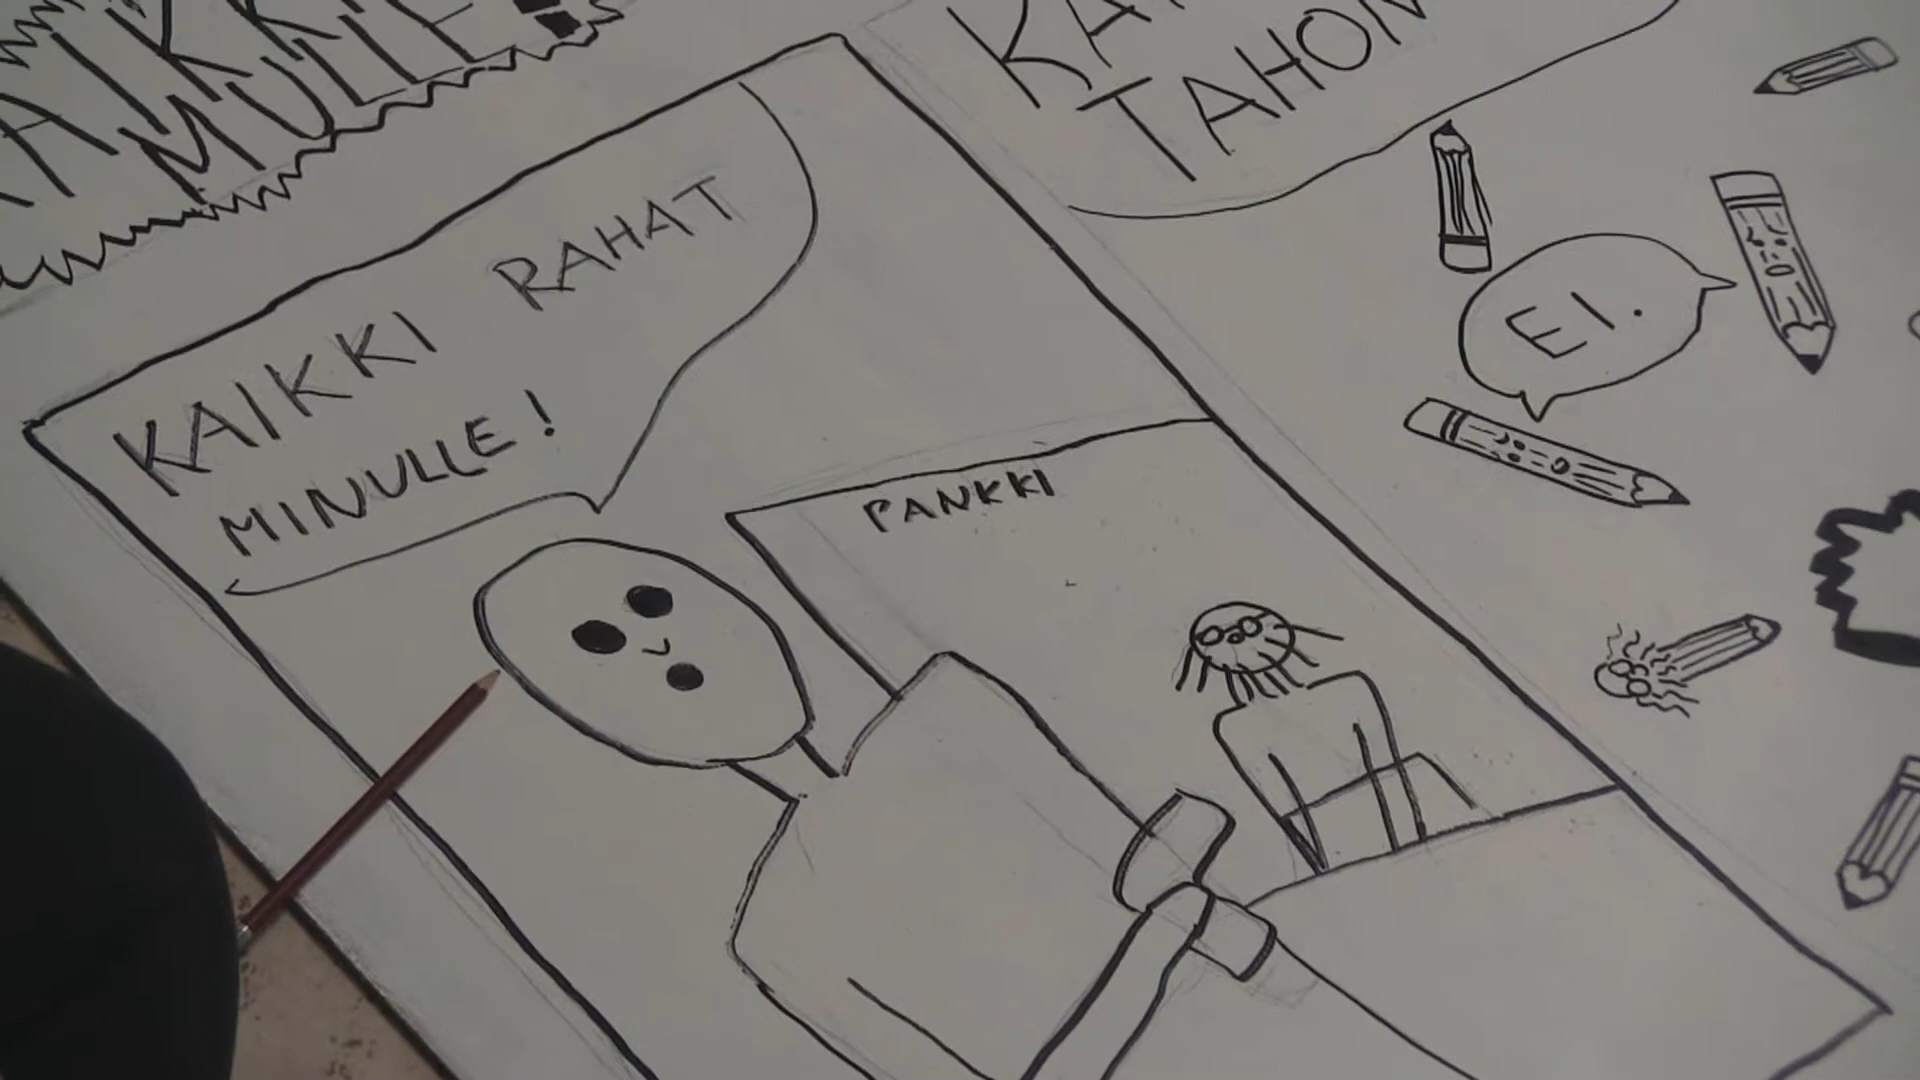 MULLE
TAHON
KAIKKI RAHAT
MINULLE!
PANKKI
EI.